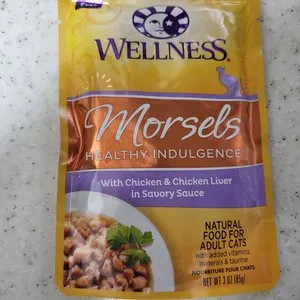 WELLNESS
Morsels
HEALTHY INDULGENCE
With Chicken & Chicken Liver
in Savory Sauce
NATURAL
FOOD FOR
ADULT CATS
with added vitamins,
minerals & taurine
NOURRITURE POUR CHATS
NET WT 3 OZ (85g)